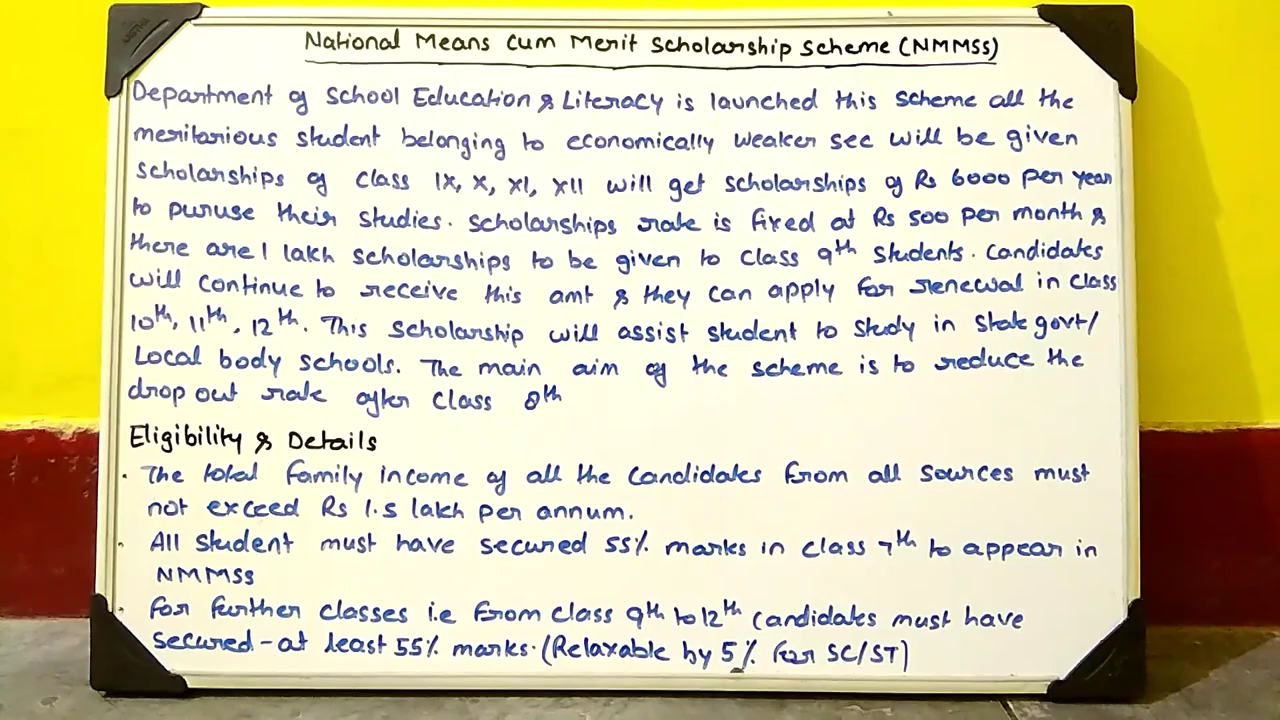 National Means Cum Merit Scholarship Scheme (NMMSS)
Department of School Education & Literacy is launched this scheme all the
meritarious student belonging to economically weaker sec will be given
scholarships of class IX, X, XI, XII will get scholarships of Rs 6000 per year
to puruse their studies. Scholarships rate is fixed at Rs 500 per month &
there are 1 lakh scholarships to be given to class 9th students. Candidates
will continue to receive this amt & they can apply for renewal in class
10th, 11th, 12th. This scholarship will assist student to study in State govt/
Local body schools. The main aim of the scheme is to reduce the
drop out rate after class 8th
Eligibility & Details
· The total family income of all the candidates from all sources must
not exceed Rs 1.5 lakh per annum.
· All student must have secured 55% marks in class 7th to appear in
NMMSS
· For further classes i.e from class 9th to 12th candidates must have
secured - at least 55% marks. (Relaxable by 5% for SC/ST)